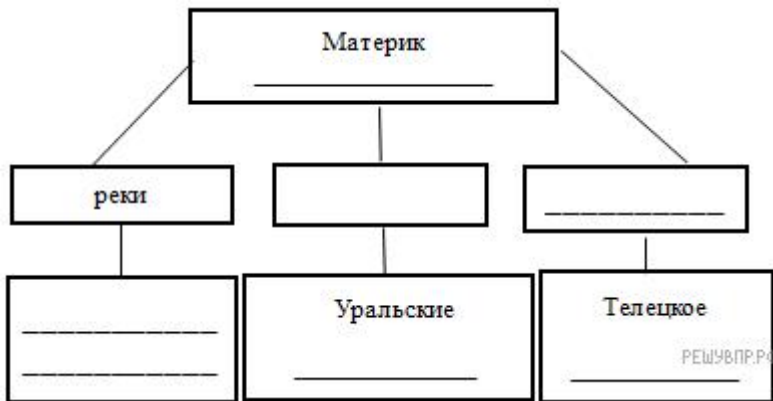 Материк
реки
Уральские
Телецкое
РЕШУВПР.РФ